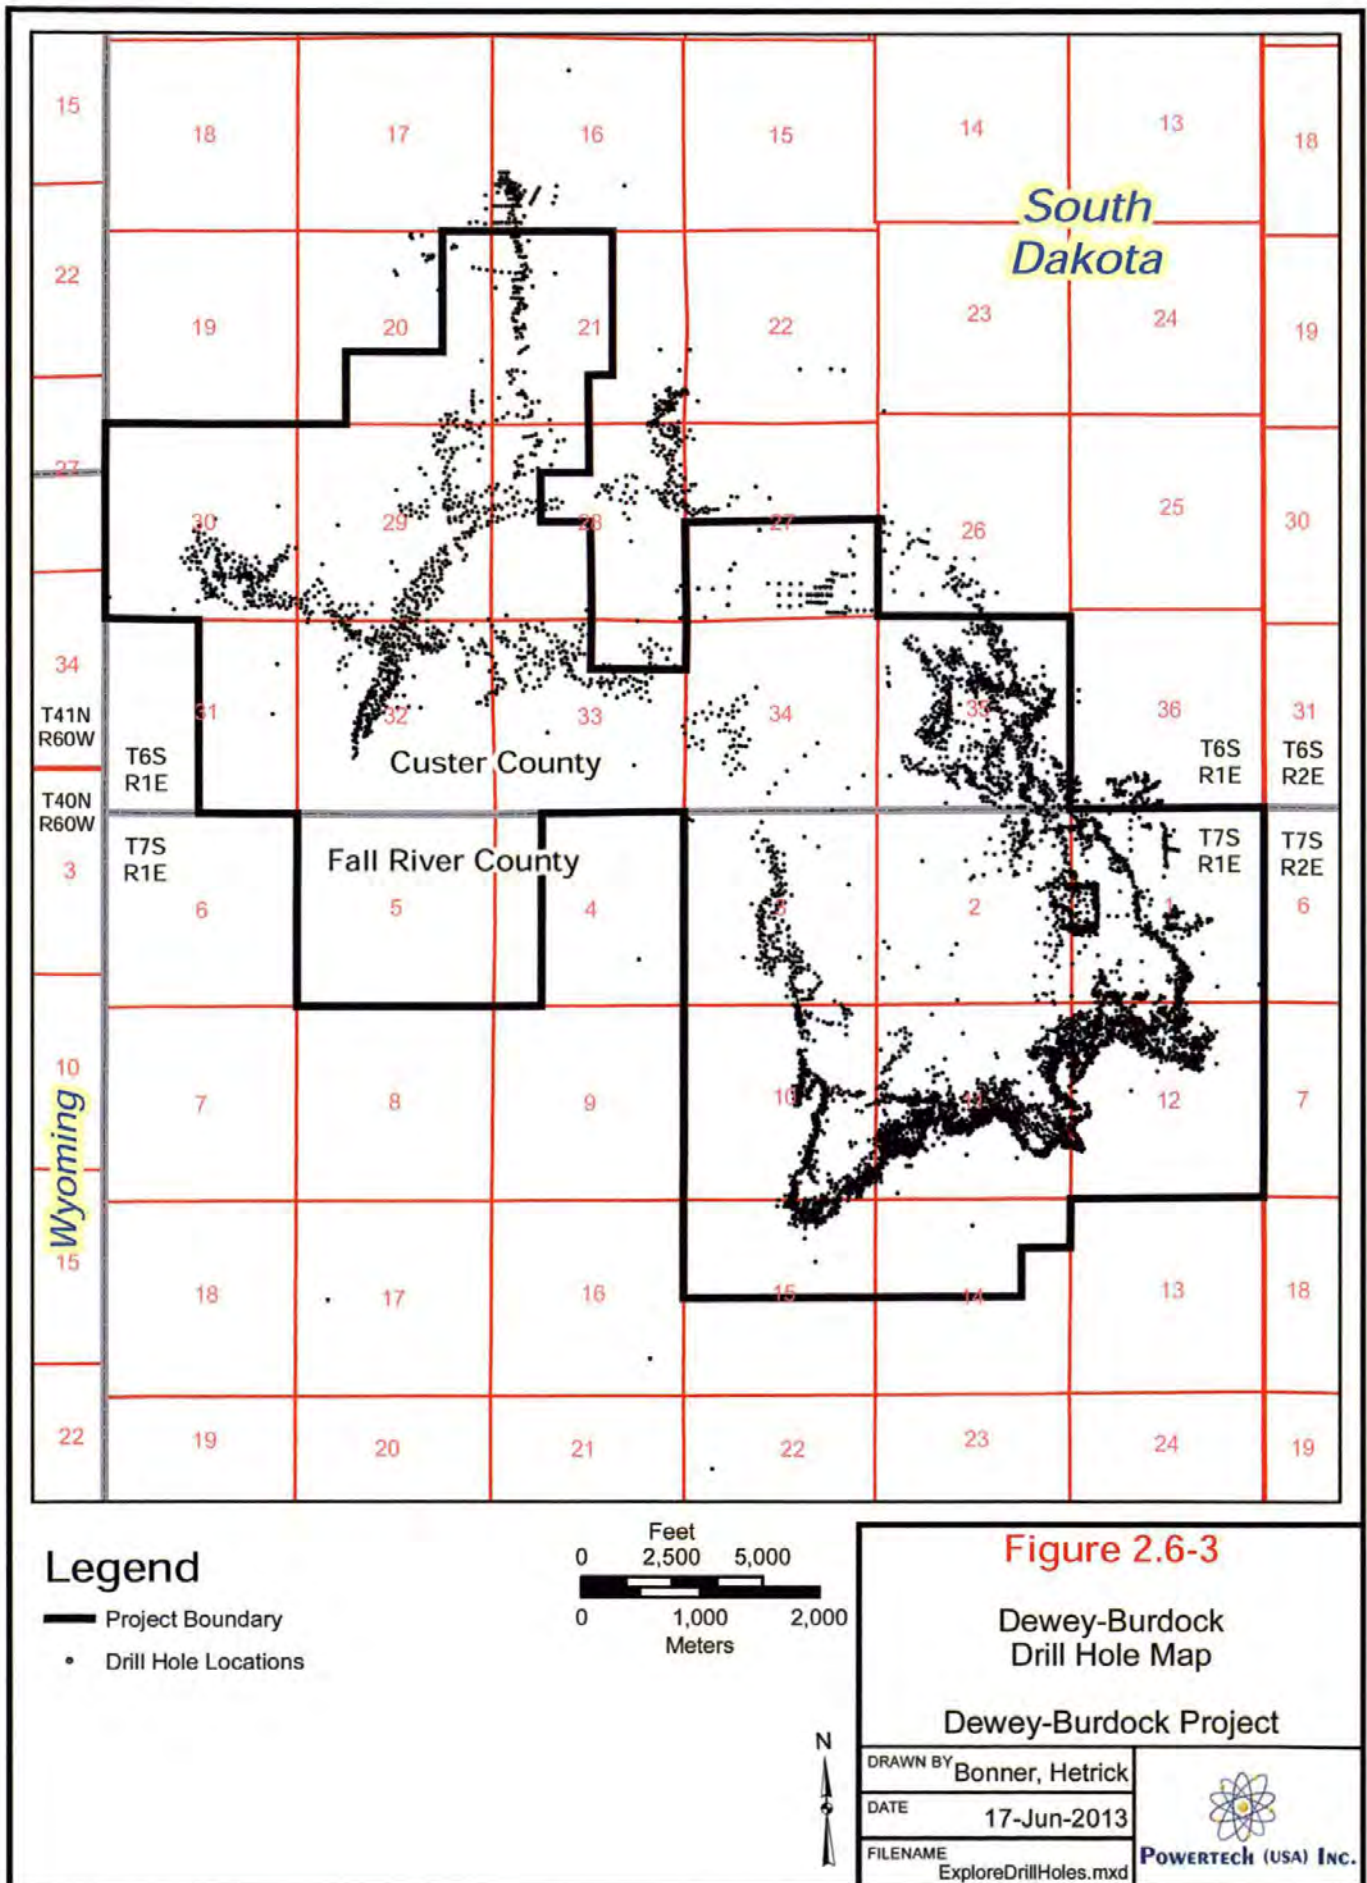 15
18
17
16
15
14
13
18
South
Dakota
22
19
20
21
22
23
24
19
27
30
29
28
27
26
25
30
34
31
32
33
34
35
36
31
T41N
R60W
T6S
R1E
Custer County
T6S
R1E
T6S
R2E
T40N
R60W
T7S
R1E
Fall River County
T7S
R1E
T7S
R2E
3
6
5
4
3
2
1
6
10
7
8
9
10
11
12
7
Wyoming
15
18
17
16
15
14
13
18
22
19
20
21
22
23
24
19
Legend
Project Boundary
Drill Hole Locations
Feet
0 2,500 5,000
0 1,000 2,000
Meters
N
Figure 2.6-3
Dewey-Burdock
Drill Hole Map
Dewey-Burdock Project
DRAWN BY Bonner, Hetrick
DATE 17-Jun-2013
FILENAME
ExploreDrillHoles.mxd
POWERTECH (USA) INC.